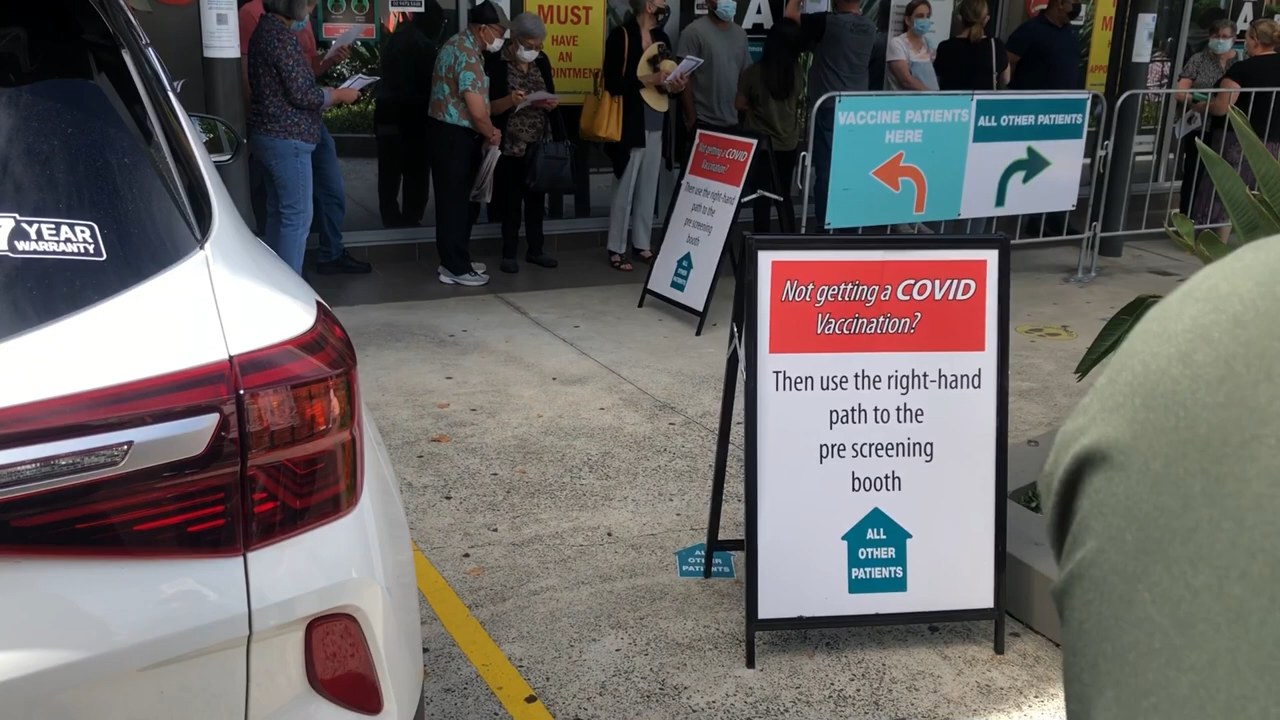 MUST
HAVE
AN
VACCINE PATIENTS
HERE
ALL OTHER PATIENTS
Not getting a COVID
Vaccination?
Then use the right-hand
path to the
pre screening
booth
7 YEAR
WARRANTY
Not getting a COVID
Vaccination?
Then use the right-hand
path to the
pre screening
booth
ALL
OTHER
PATIENTS